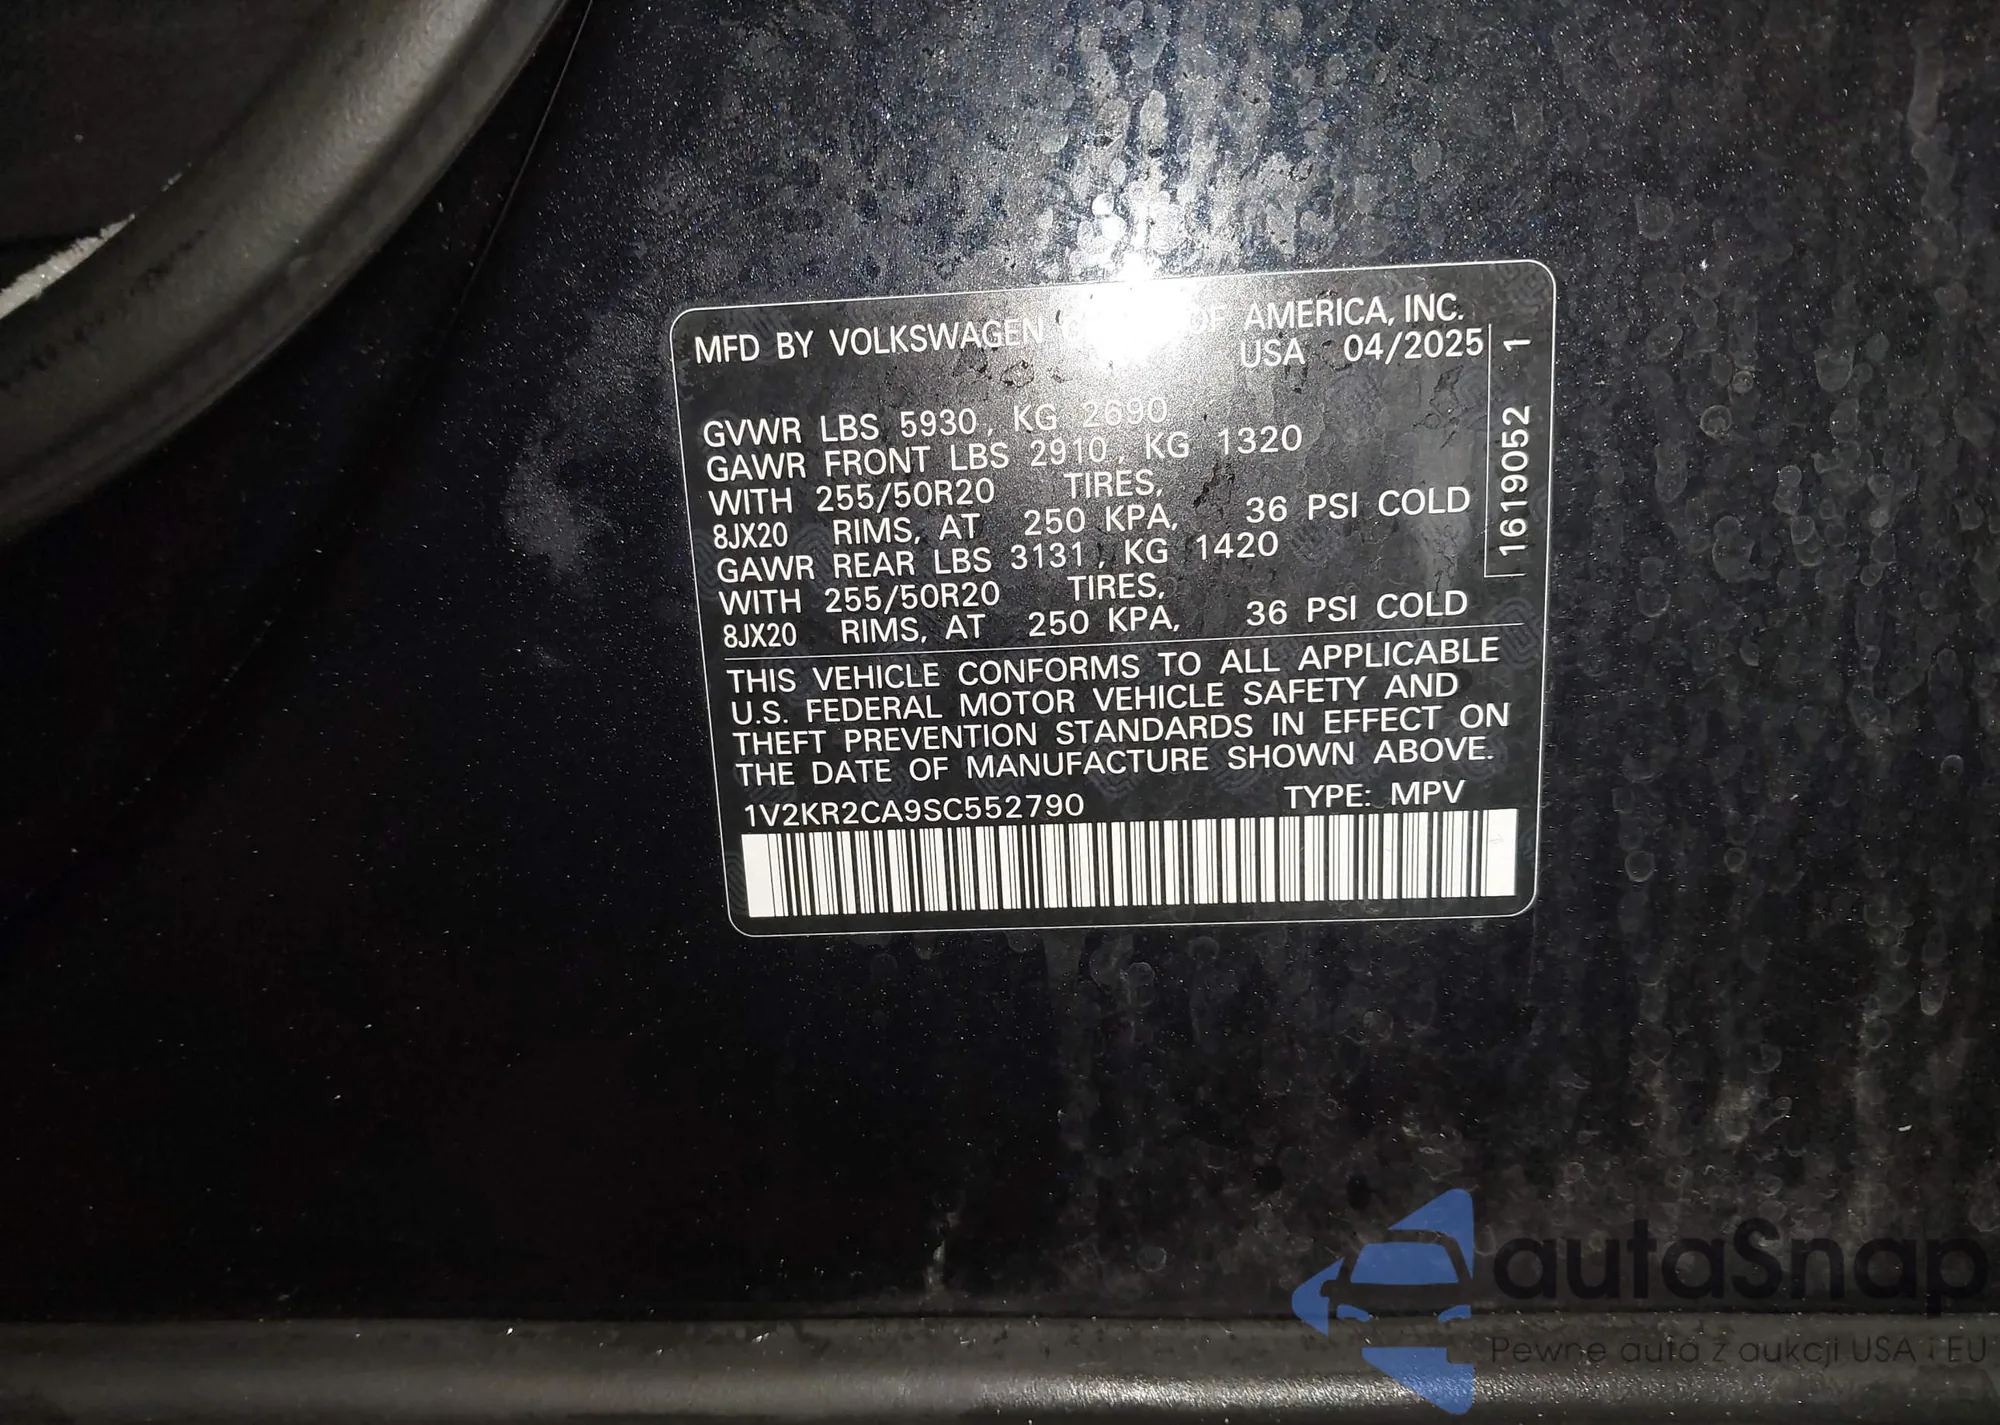 MFD BY VOLKSWAGEN OF AMERICA, INC.
USA 04/2025
GVWR LBS 5930, KG 2690
GAWR FRONT LBS 2910, KG 1320
WITH 255/50R20 TIRES,
8JX20 RIMS, AT 250 KPA, 36 PSI COLD
GAWR REAR LBS 3131, KG 1420
WITH 255/50R20 TIRES,
8JX20 RIMS, AT 250 KPA, 36 PSI COLD
THIS VEHICLE CONFORMS TO ALL APPLICABLE
U.S. FEDERAL MOTOR VEHICLE SAFETY AND
THEFT PREVENTION STANDARDS IN EFFECT ON
THE DATE OF MANUFACTURE SHOWN ABOVE.
1V2KR2CA9SC552790 TYPE: MPV
1619052 1
autoSnap
Pewne auta z aukcji USA i EU